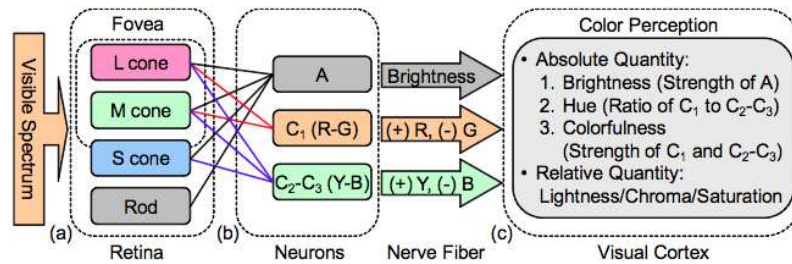 Fovea
Color Perception
Visible Spectrum
L cone
M cone
S cone
Rod
A
C₁ (R-G)
C₂-C₃ (Y-B)
Brightness
(+) R, (-) G
(+) Y, (-) B
• Absolute Quantity:
1. Brightness (Strength of A)
2. Hue (Ratio of C₁ to C₂-C₃)
3. Colorfulness
(Strength of C₁ and C₂-C₃)
• Relative Quantity:
Lightness/Chroma/Saturation
(a)
(b)
(c)
Retina
Neurons
Nerve Fiber
Visual Cortex